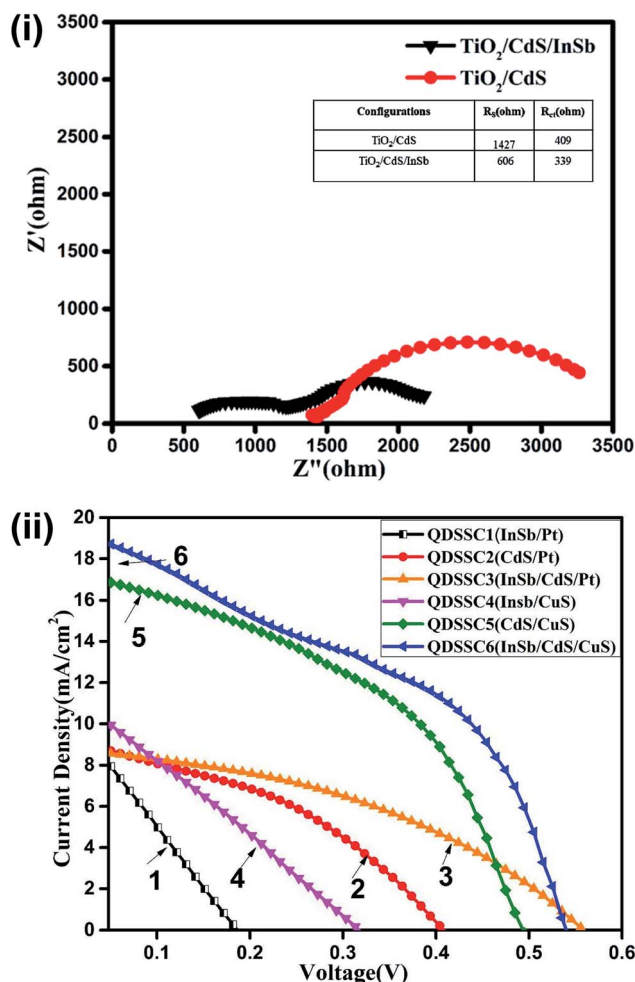 (i)
3500
3000
2500
2000
1500
1000
500
0
Z'(ohm)
TiO2/CdS/InSb
TiO2/CdS
Configurations RS(ohm) Rct(ohm)
TiO2/CdS 1427 409
TiO2/CdS/InSb 606 339
0 500 1000 1500 2000 2500 3000 3500
Z"(ohm)
(ii)
20
18
16
14
12
10
8
6
4
2
0
Current Density(mA/cm2)
QDSSC1(InSb/Pt)
QDSSC2(CdS/Pt)
QDSSC3(InSb/CdS/Pt)
QDSSC4(Insb/CuS)
QDSSC5(CdS/CuS)
QDSSC6(InSb/CdS/CuS)
6
5
1
4
2
3
0.1 0.2 0.3 0.4 0.5 0.6
Voltage(V)